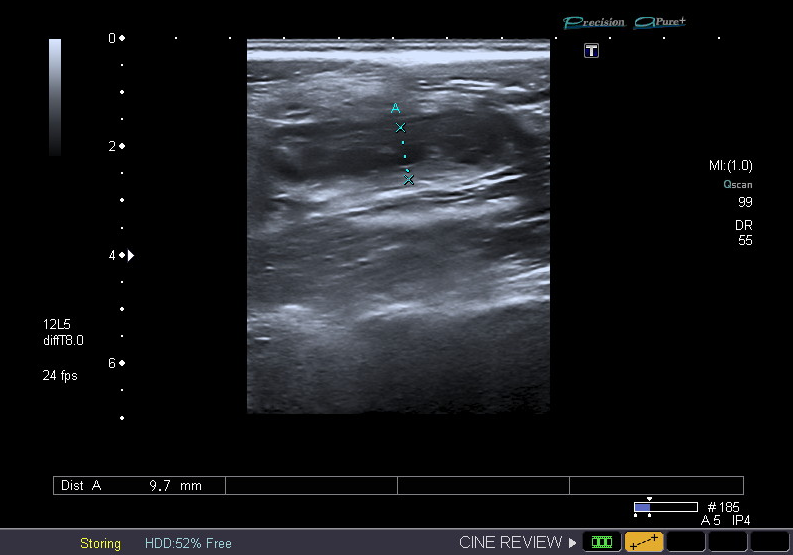 Precision APure+
0
T
A
2
MI:(1.0)
Qscan
99
DR
55
4
12L5
diffT8.0
24 fps
6
Dist A 9.7 mm
#185
A 5 IP4
Storing HDD:52% Free CINE REVIEW